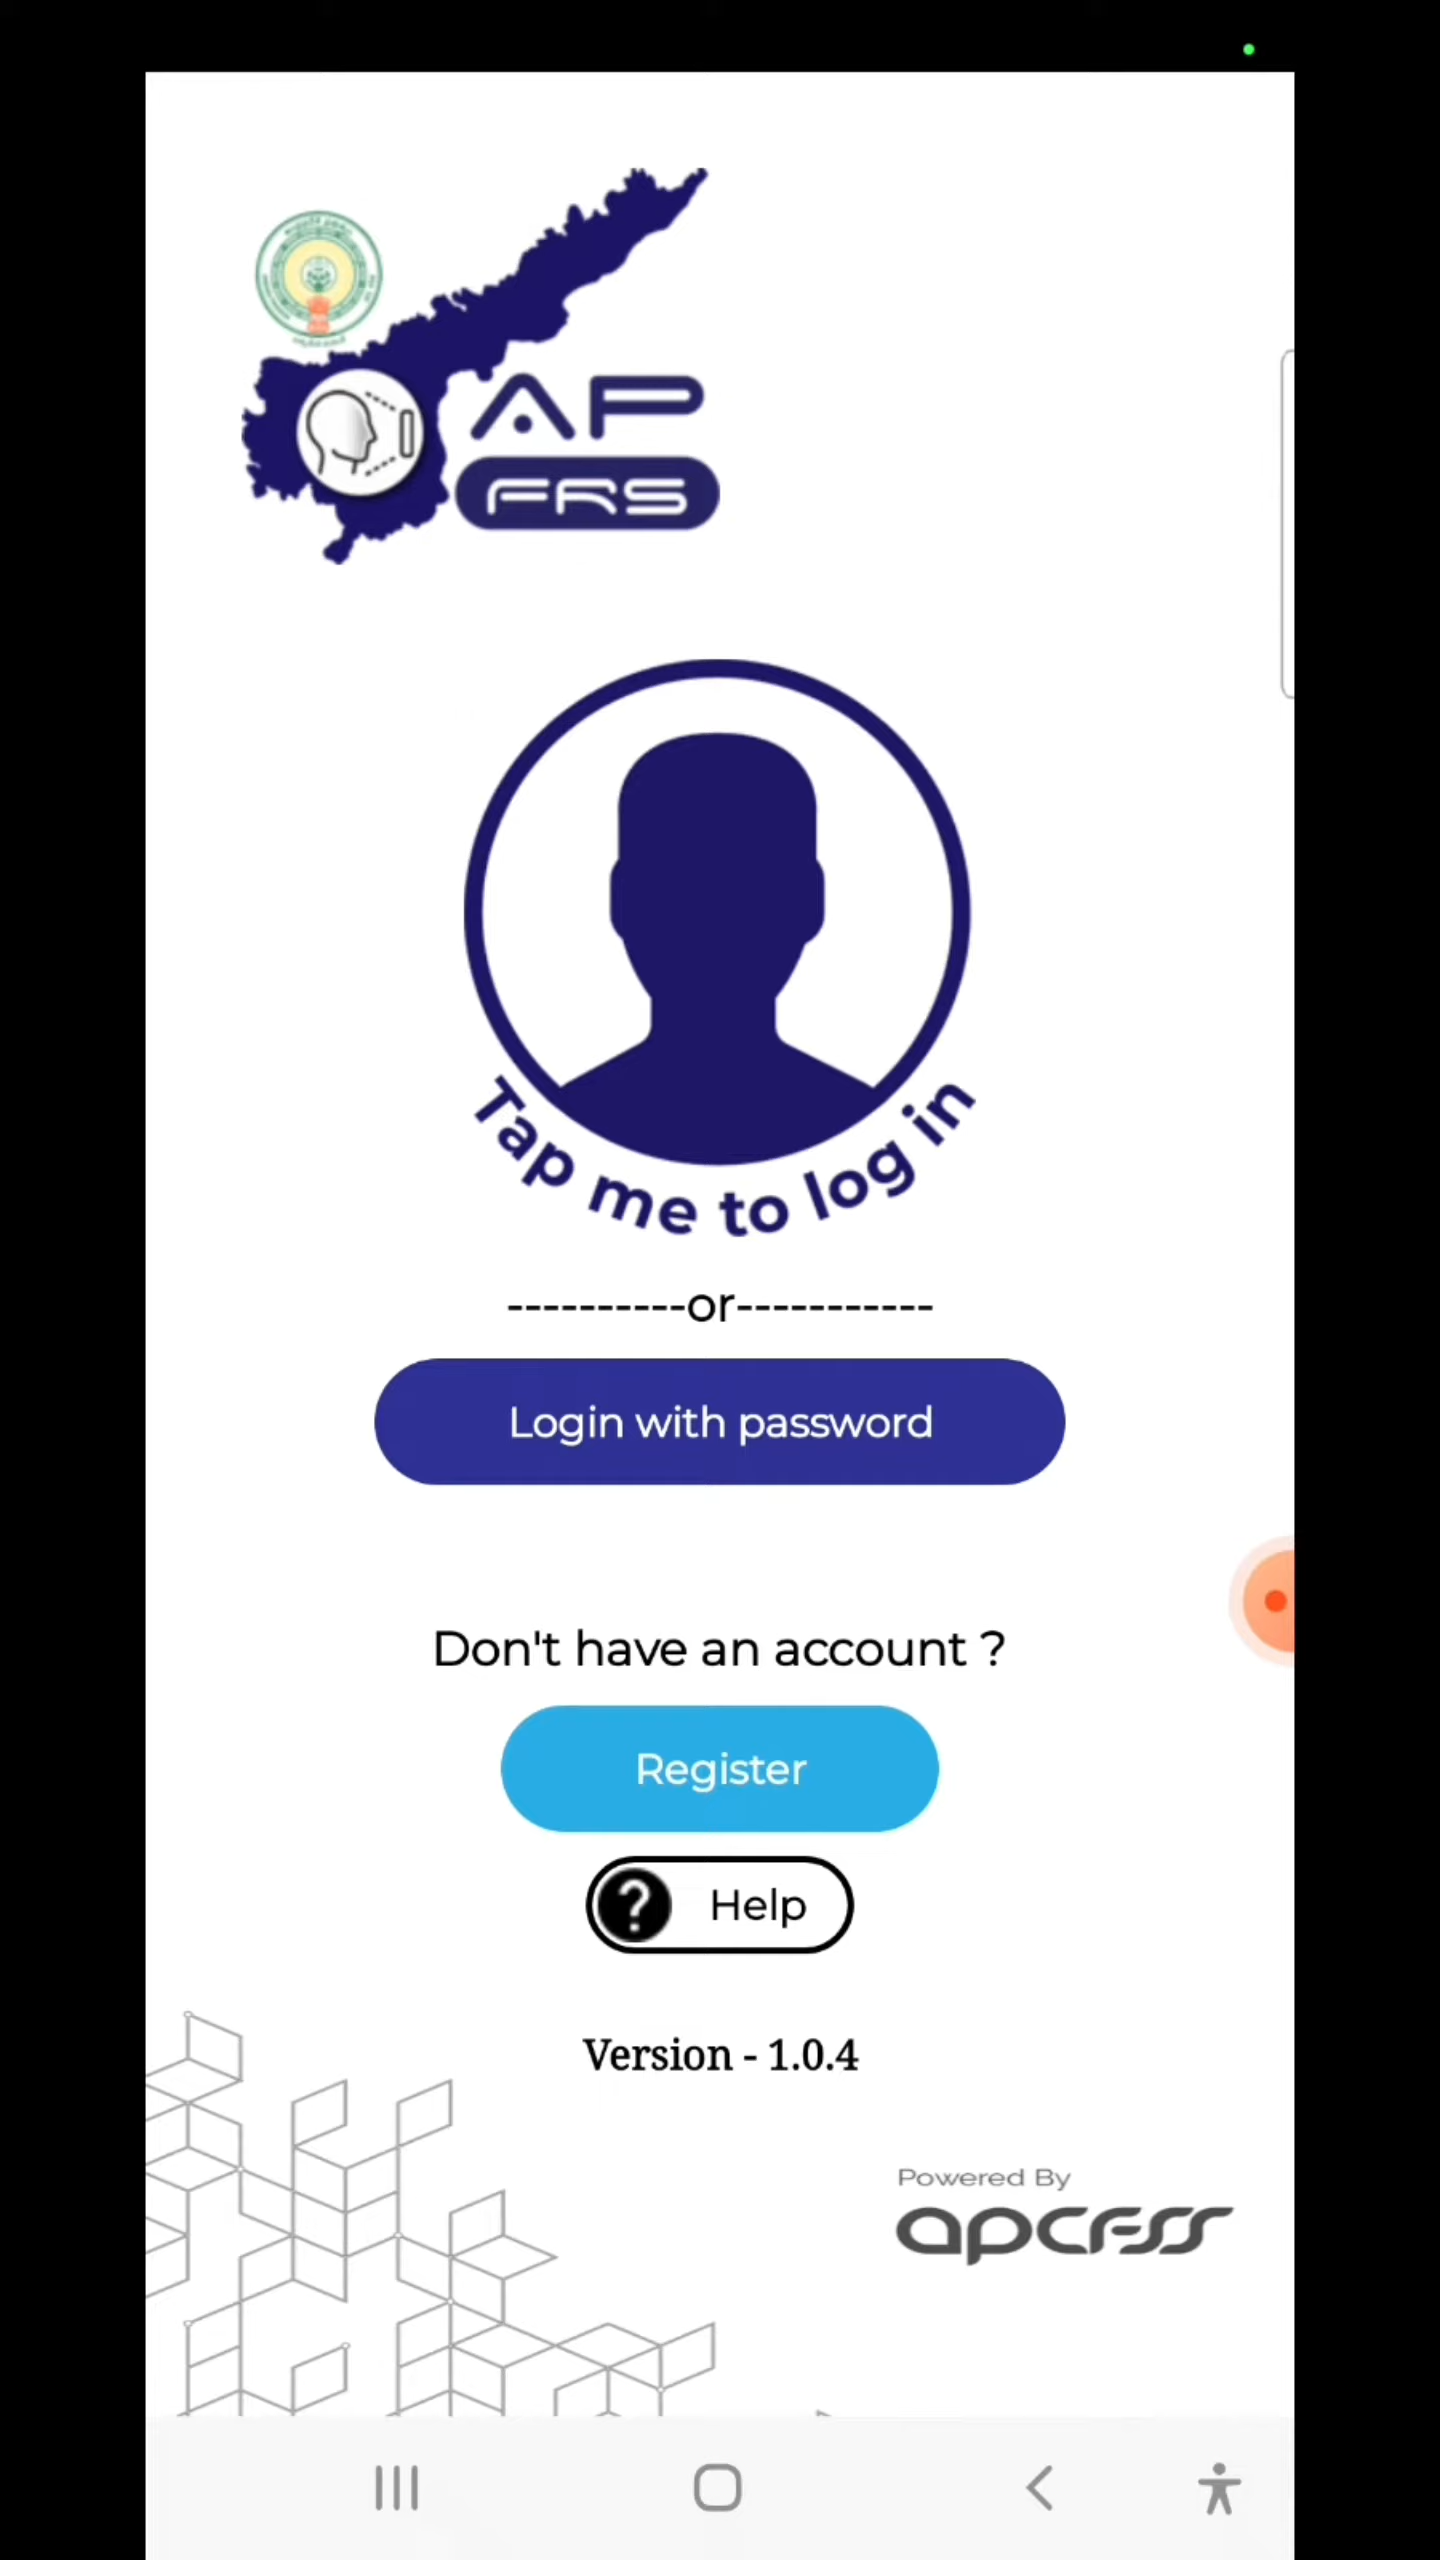 AP
FRS
Tap me to log in
----------or-----------
Login with password
Don't have an account ?
Register
? Help
Version - 1.0.4
Powered By
apcfss